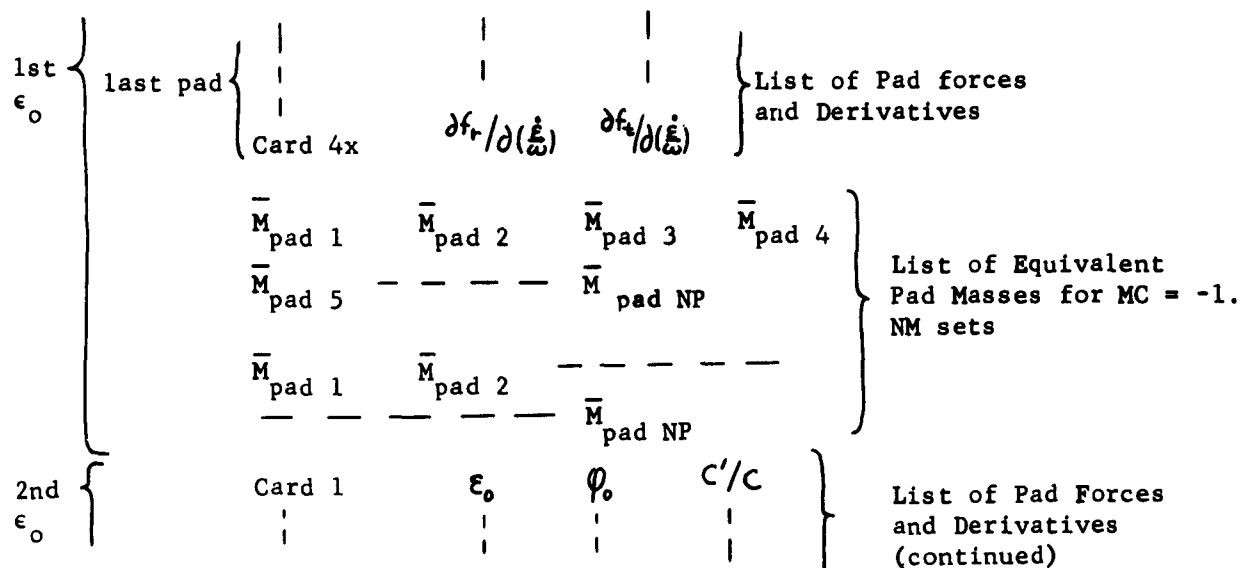 1st ε₀ last pad List of Pad forces and Derivatives
Card 4x ∂fᵣ/∂(ε̇/ω) ∂fₜ/∂(ε̇/ω)
M̄pad 1 M̄pad 2 M̄pad 3 M̄pad 4
M̄pad 5 — — — — M̄pad NP
List of Equivalent
Pad Masses for MC = -1.
NM sets
M̄pad 1 M̄pad 2 — — — — —
— — — — — M̄pad NP
2nd ε₀ Card 1 ε₀ φ₀ C'/C
List of Pad Forces
and Derivatives
(continued)